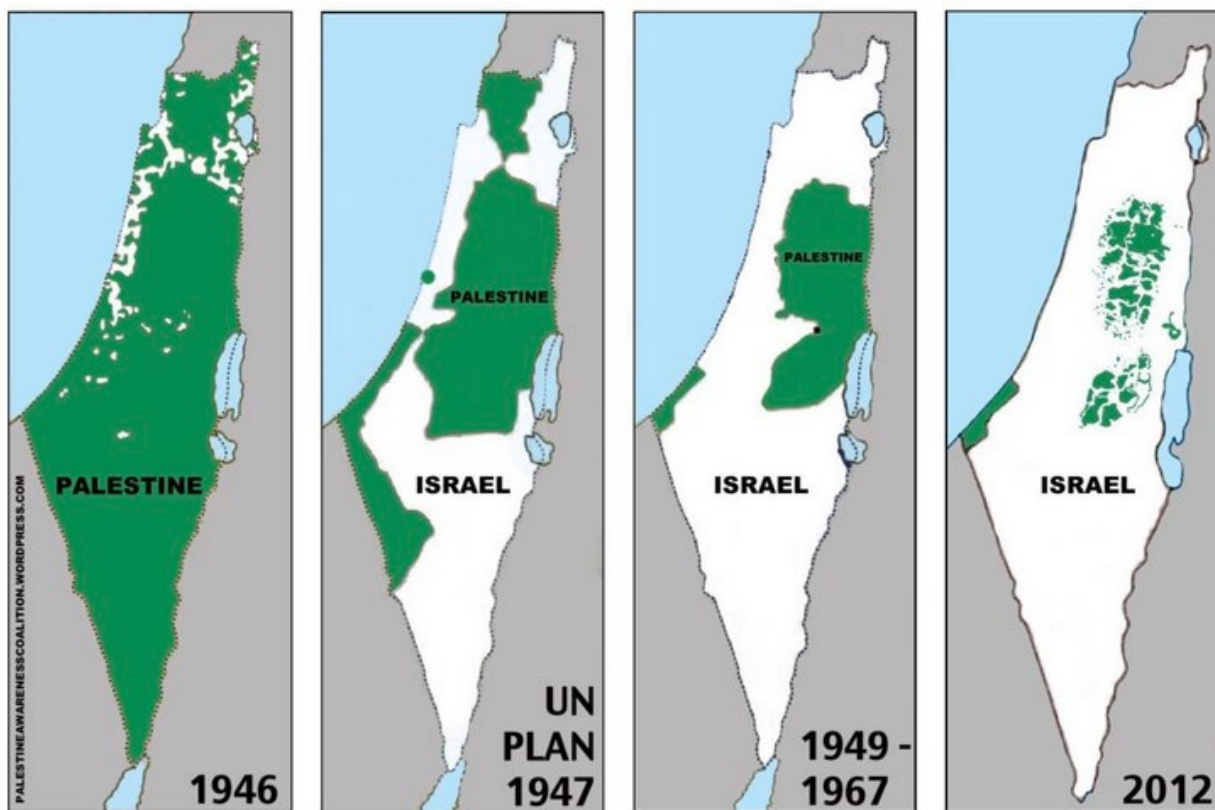 PALESTINEAWARENESSCOALITION.WORDPRESS.COM
PALESTINE
1946
PALESTINE
ISRAEL
UN
PLAN
1947
PALESTINE
ISRAEL
1949 -
1967
ISRAEL
2012